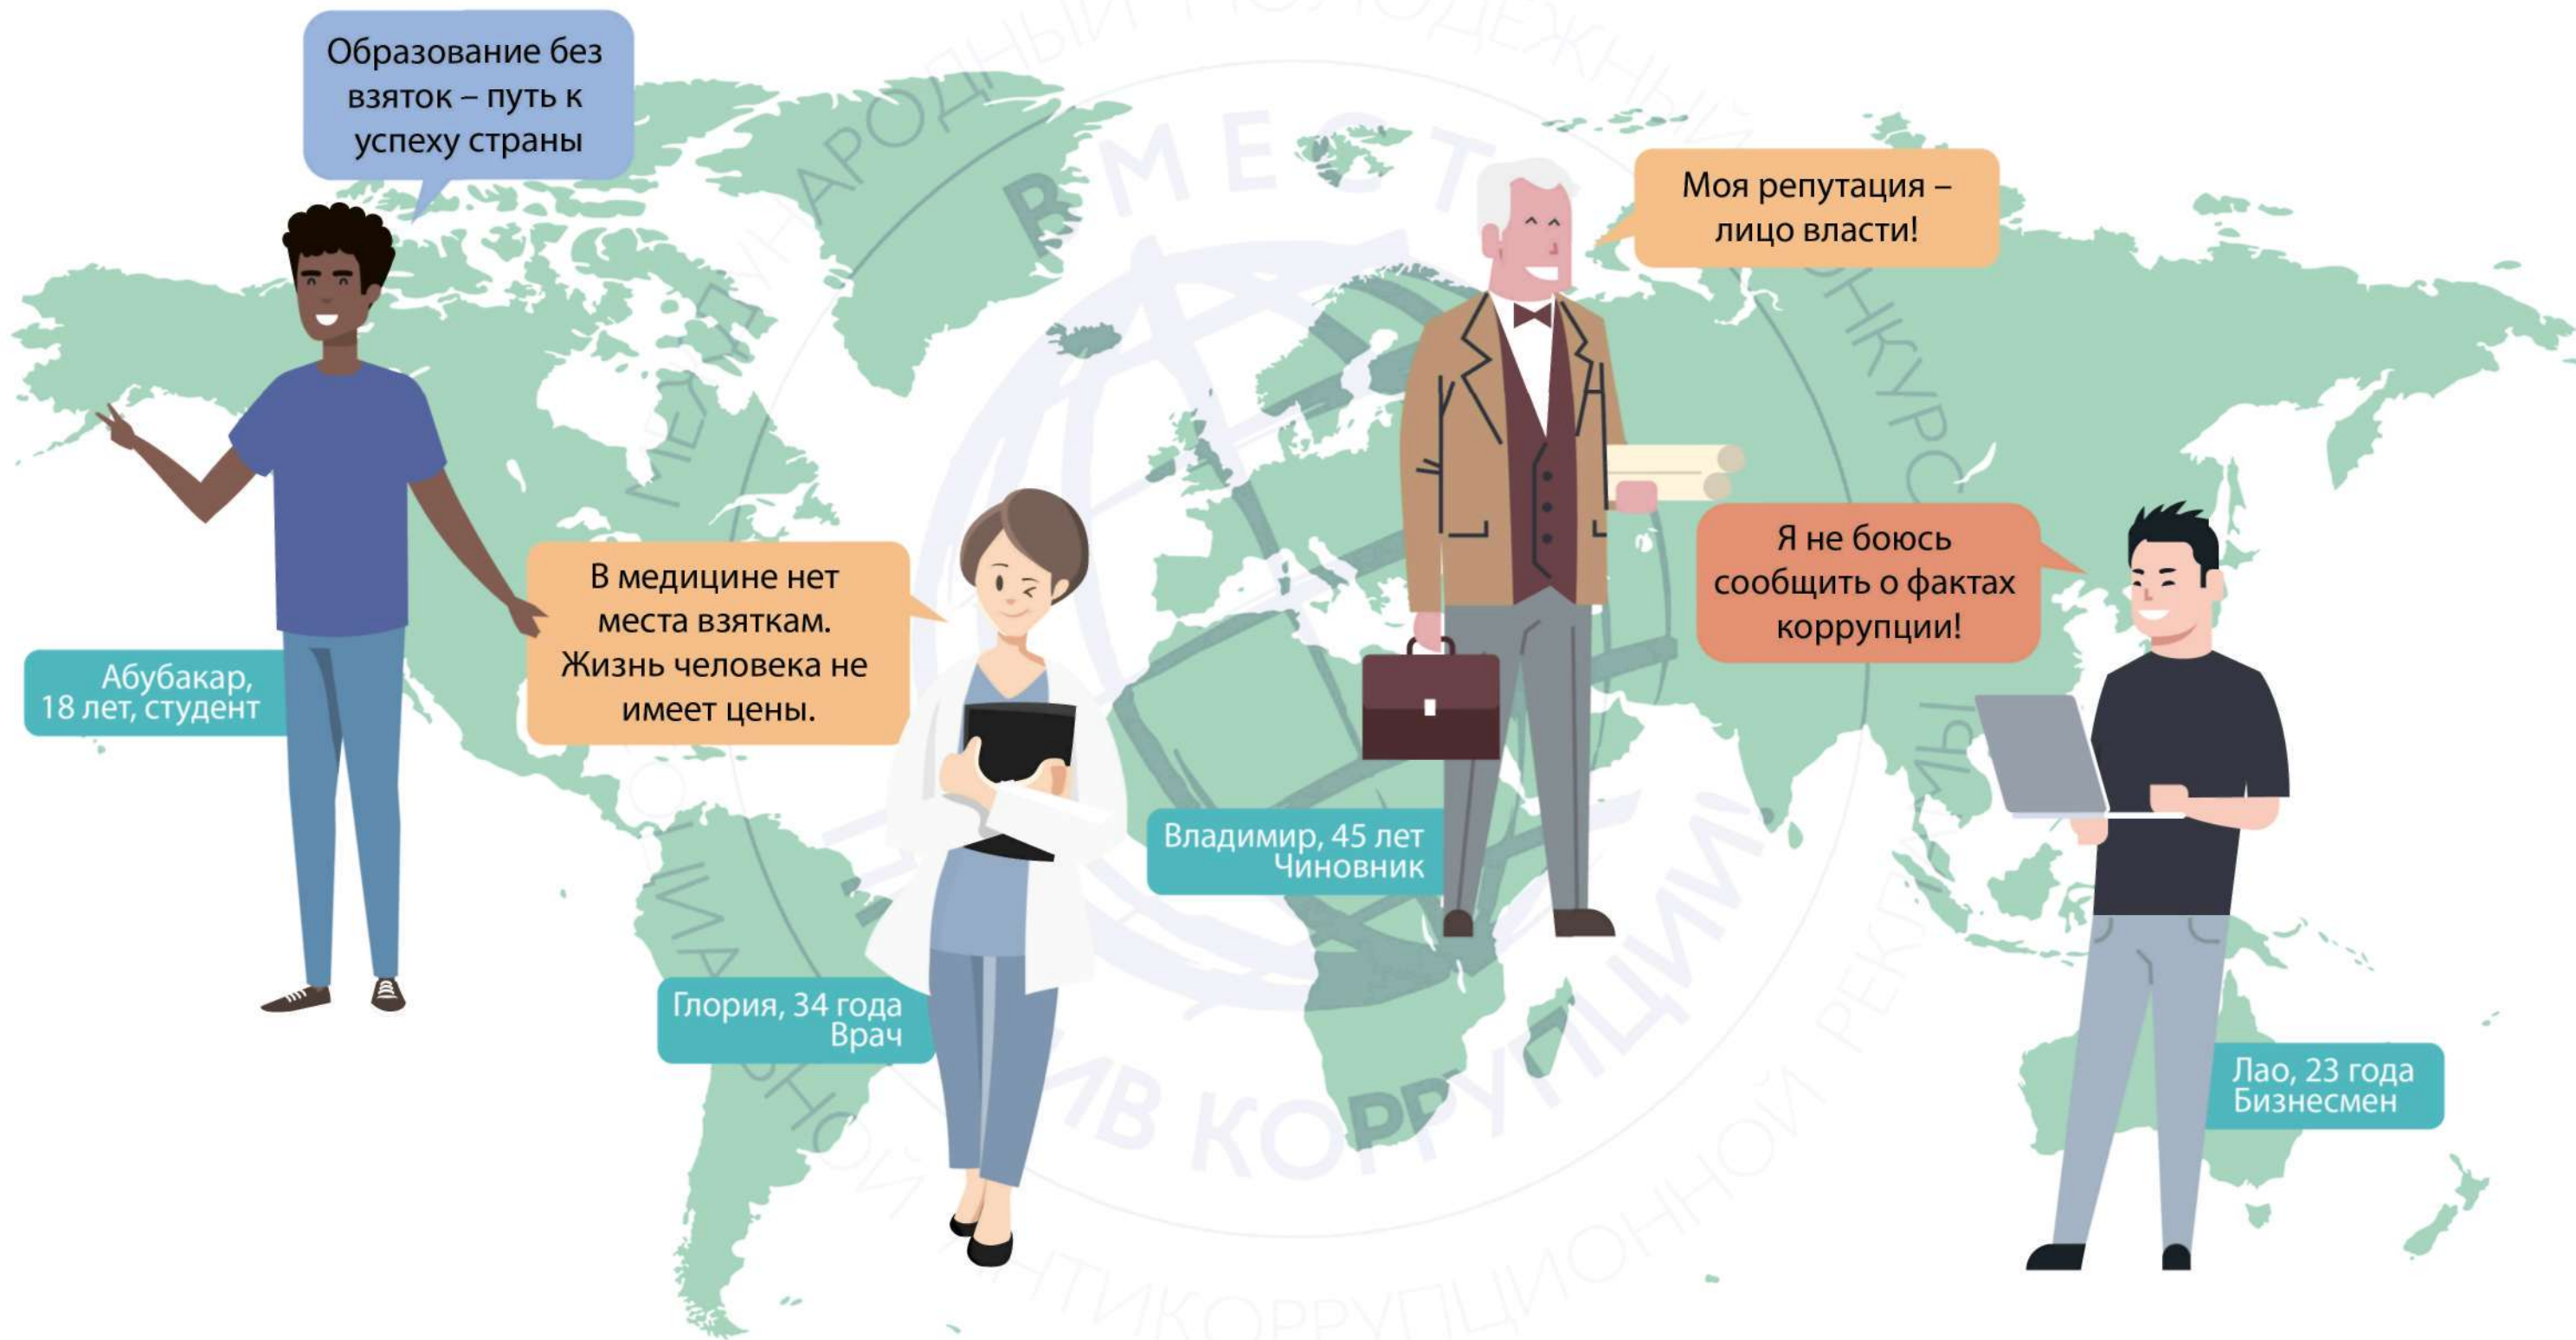 Образование без
взяток – путь к
успеху страны
Моя репутация –
лицо власти!
Я не боюсь
сообщить о фактах
коррупции!
В медицине нет
места взяткам.
Жизнь человека не
имеет цены.
Абубакар,
18 лет, студент
Владимир, 45 лет
Чиновник
Глория, 34 года
Врач
Лао, 23 года
Бизнесмен
ВМЕСТ
КОРРУПЦИИ